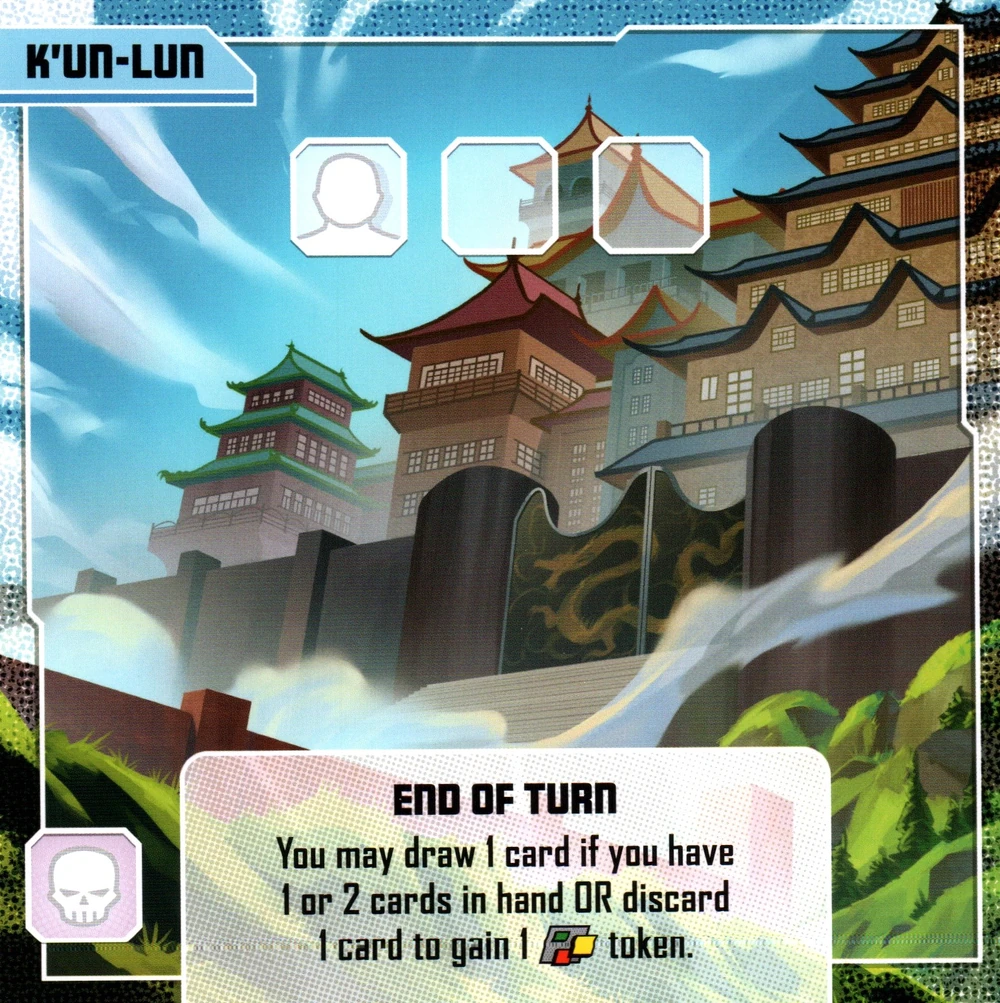 K'UN-LUN
END OF TURN
You may draw 1 card if you have
1 or 2 cards in hand OR discard
1 card to gain 1 token.